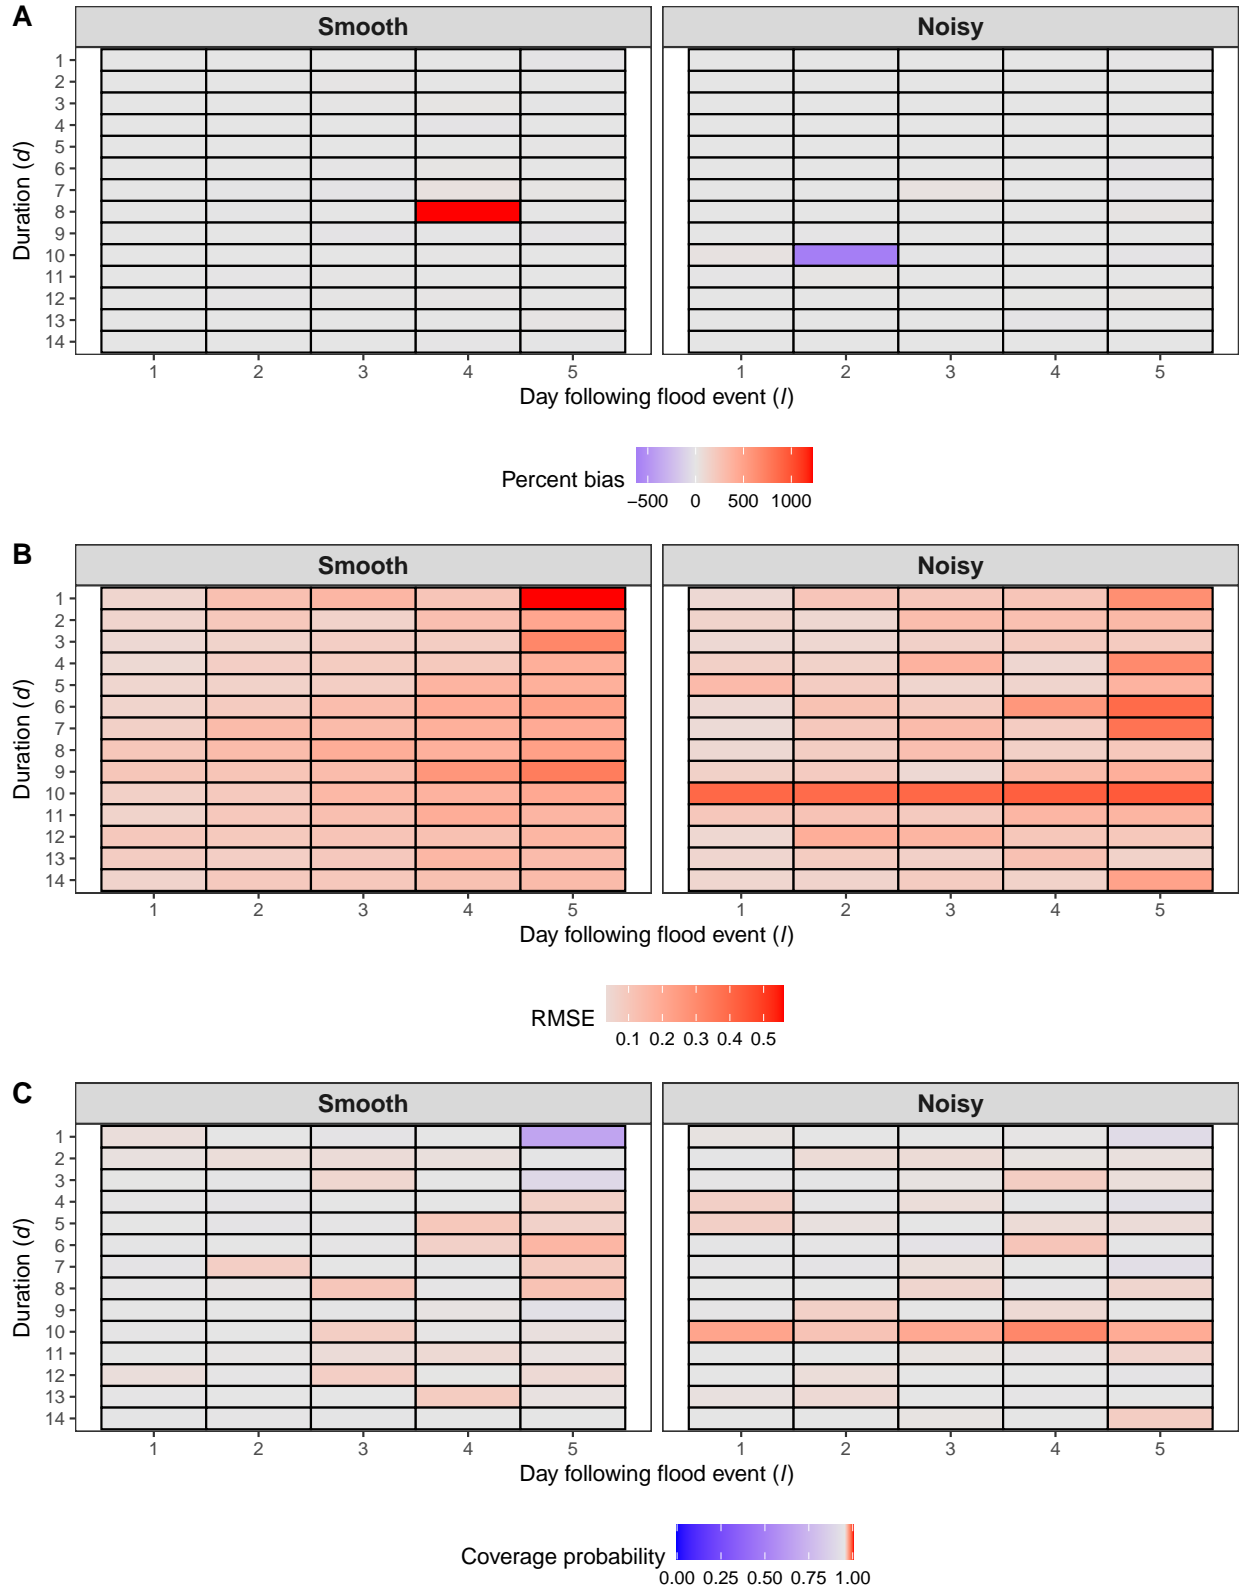 A
Smooth Noisy
Duration (d)
1
2
3
4
5
6
7
8
9
10
11
12
13
14
1 2 3 4 5 1 2 3 4 5
Day following flood event (l)
Percent bias
−500 0 500 1000
B
Smooth Noisy
Duration (d)
1
2
3
4
5
6
7
8
9
10
11
12
13
14
1 2 3 4 5 1 2 3 4 5
Day following flood event (l)
RMSE
0.1 0.2 0.3 0.4 0.5
C
Smooth Noisy
Duration (d)
1
2
3
4
5
6
7
8
9
10
11
12
13
14
1 2 3 4 5 1 2 3 4 5
Day following flood event (l)
Coverage probability
0.00 0.25 0.50 0.75 1.00